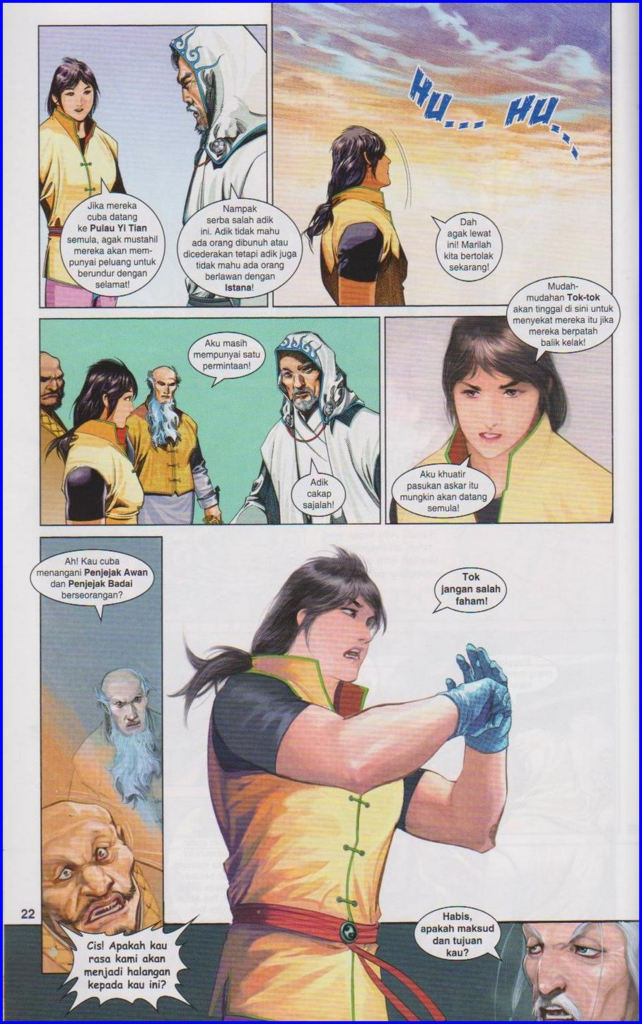 Jika mereka
cuba datang
ke Pulau Yi Tian
semula, agak mustahil
mereka akan mem-
punyai peluang untuk
berundur dengan
selamat!
Nampak
serba salah adik
ini. Adik tidak mahu
ada orang dibunuh atau
dicederakan tetapi adik juga
tidak mahu ada orang
berlawan dengan
Istana!
HU... HU...
Dah
agak lewat
ini! Marilah
kita bertolak
sekarang!
Aku masih
mempunyai satu
permintaan!
Adik
cakap
sajalah!
Mudah-
mudahan Tok-tok
akan tinggal di sini untuk
menyekat mereka itu jika
mereka berpatah
balik kelak!
Aku khuatir
pasukan askar itu
mungkin akan datang
semula!
Ah! Kau cuba
menangani Penjejak Awan
dan Penjejak Badai
berseorangan?
Tok
jangan salah
faham!
Cis! Apakah kau
rasa kami akan
menjadi halangan
kepada kau ini?
Habis,
apakah maksud
dan tujuan
kau?
22